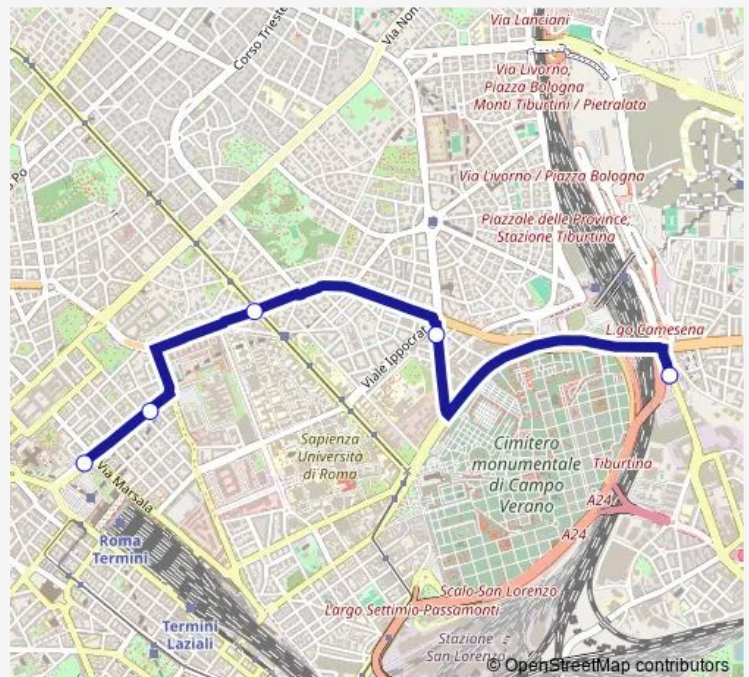 Via Lanciani
Corso Trieste
Via Non
Via Livorno;
Piazza Bologna
Monti Tiburtini / Pietralata
Po
Via Livorno / Piazza Bologna
Piazzale delle Province;
Stazione Tiburtina
L.go Camesena
Viale Ippocrat
Sapienza
Università
di Roma
Cimitero
monumentale
di Campo
Verano
Tiburtina
Via Marsala
A24
A24
Roma
Termini
Scalo San Lorenzo
Largo Settimio Passamonti
Termini
Laziali
Stazione
San Lorenzo
© OpenStreetMap contributors